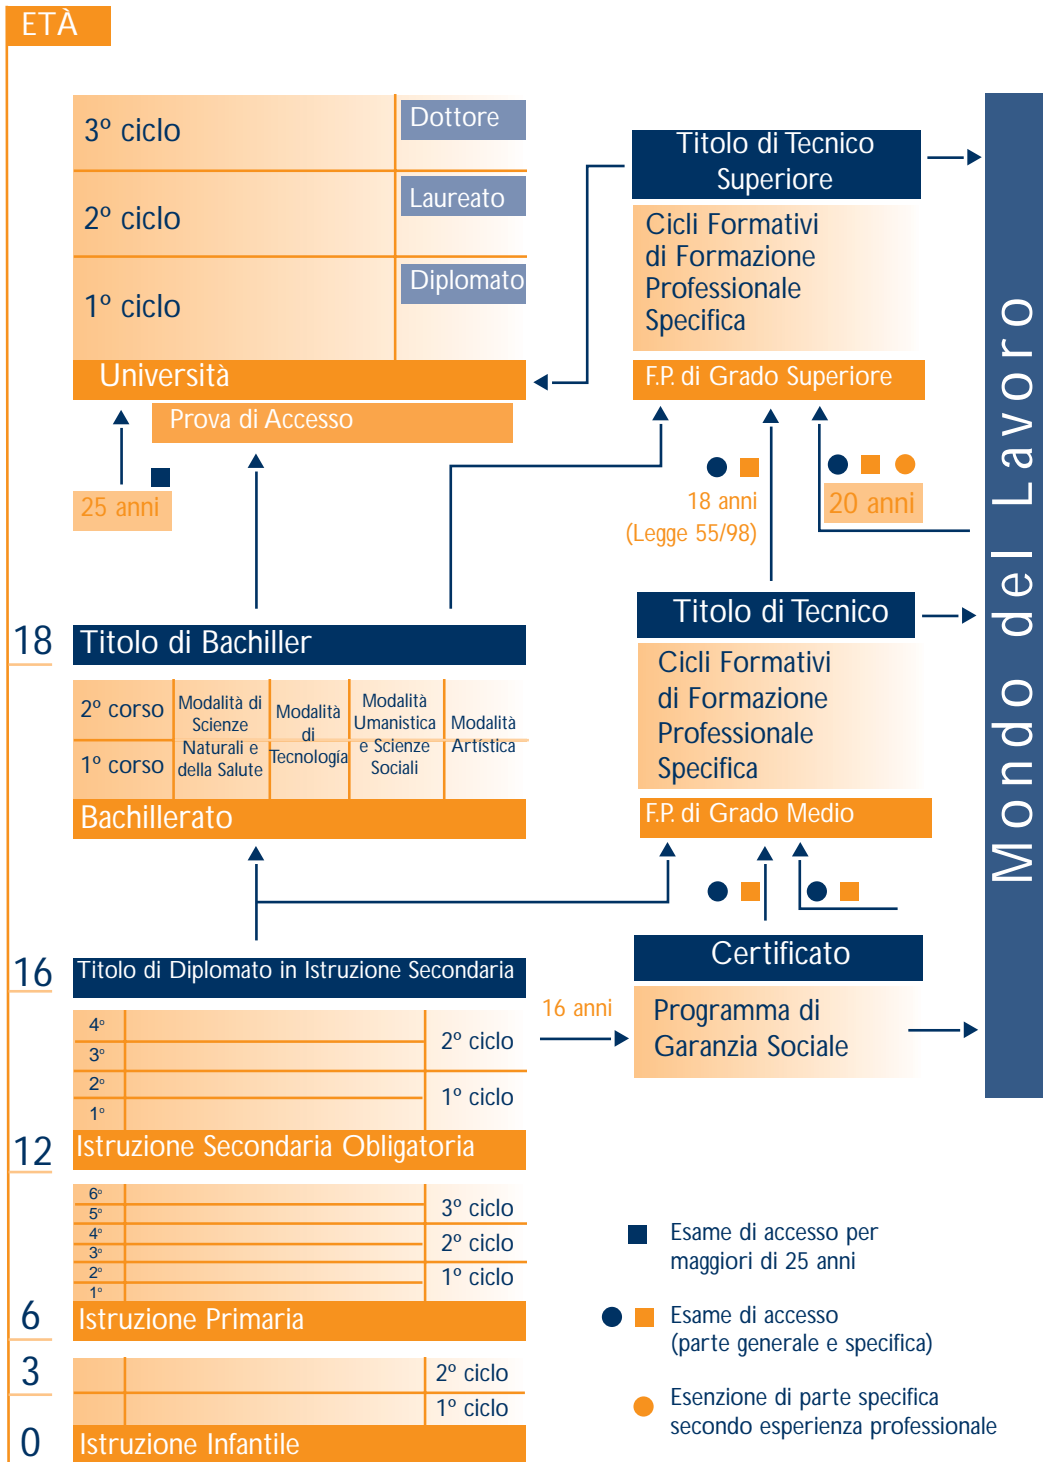 ETÀ
3º ciclo
Dottore
2º ciclo
Laureato
1º ciclo
Diplomato
Università
Prova di Accesso
25 anni
Titolo di Tecnico
Superiore
Cicli Formativi
di Formazione
Professionale
Specifica
F.P. di Grado Superiore
18 anni
(Legge 55/98)
20 anni
Mondo del Lavoro
18
Titolo di Bachiller
2º corso
1º corso
Modalità di
Scienze
Naturali e
della Salute
Modalità
di
Tecnología
Modalità
Umanistica
e Scienze
Sociali
Modalità
Artística
Bachillerato
Titolo di Tecnico
Cicli Formativi
di Formazione
Professionale
Specifica
F.P. di Grado Medio
16
Titolo di Diplomato in Istruzione Secondaria
4º
3º
2º ciclo
2º
1º
1º ciclo
12
Istruzione Secondaria Obligatoria
16 anni
Certificato
Programma di
Garanzia Sociale
6º
5º
3º ciclo
4º
3º
2º ciclo
2º
1º
1º ciclo
6
Istruzione Primaria
3
2º ciclo
1º ciclo
0
Istruzione Infantile
Esame di accesso per
maggiori di 25 anni
Esame di accesso
(parte generale e specifica)
Esenzione di parte specifica
secondo esperienza professionale